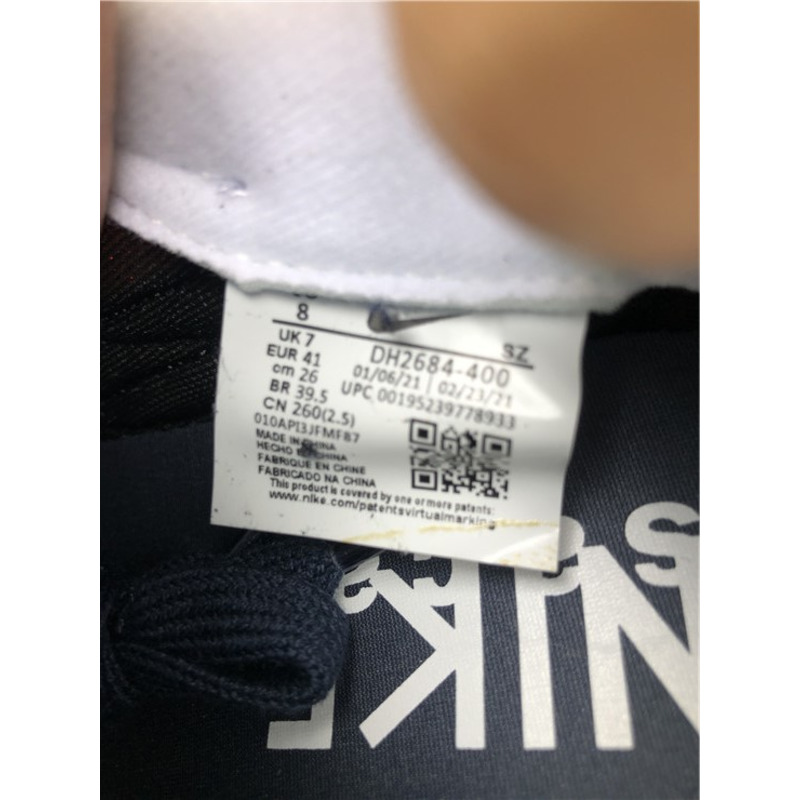 8
UK 7
EUR 41
cm 26
BR 39.5
CN 260(2.5)
SZ
DH2684-400
01/06/21 | 02/23/21
UPC 00195239778933
010API3JFMF87
MADE IN CHINA
HECHO EN CHINA
FABRIQUE EN CHINE
FABRICADO NA CHINA
This product is covered by one or more patents:
www.nike.com/patentsvirtualmarking
NIKE